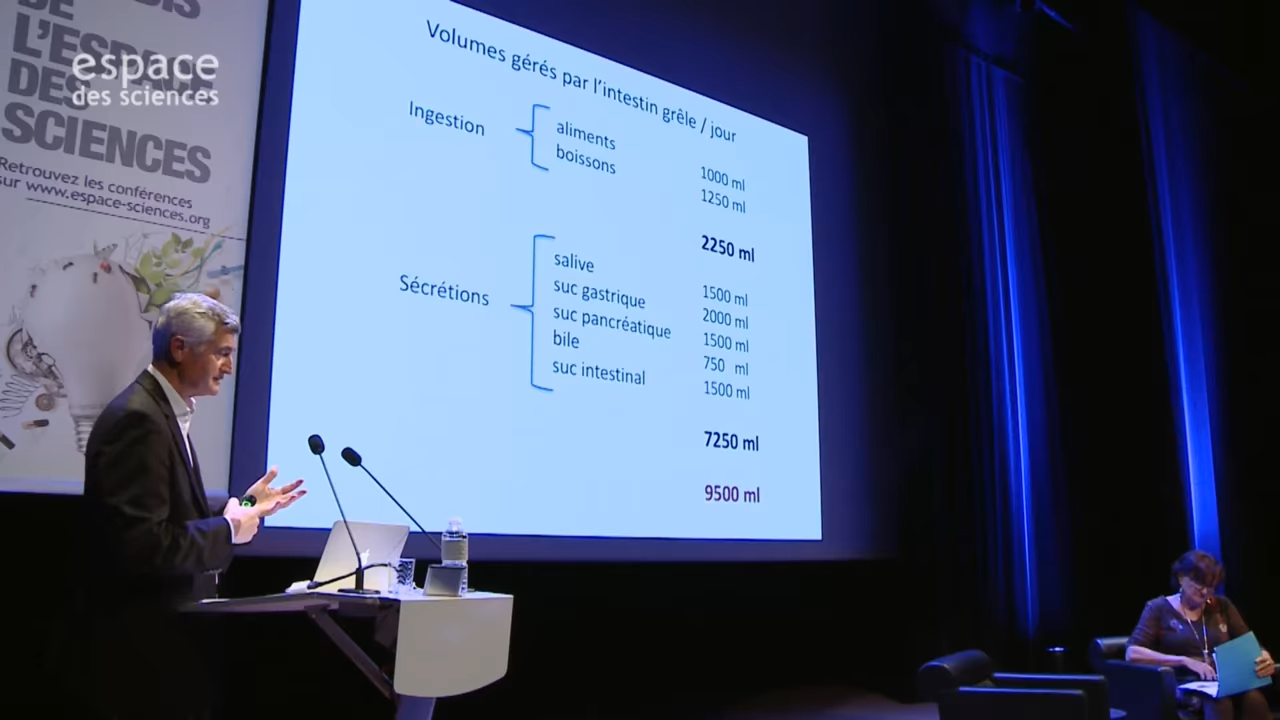 DE
L'ESPACE
DES
SCIENCES
espace
des sciences
Retrouvez les conférences
sur www.espace-sciences.org
Volumes gérés par l'intestin grêle / jour
Ingestion
aliments
boissons
1000 ml
1250 ml
2250 ml
Sécrétions
salive
suc gastrique
suc pancréatique
bile
suc intestinal
1500 ml
2000 ml
1500 ml
750 ml
1500 ml
7250 ml
9500 ml